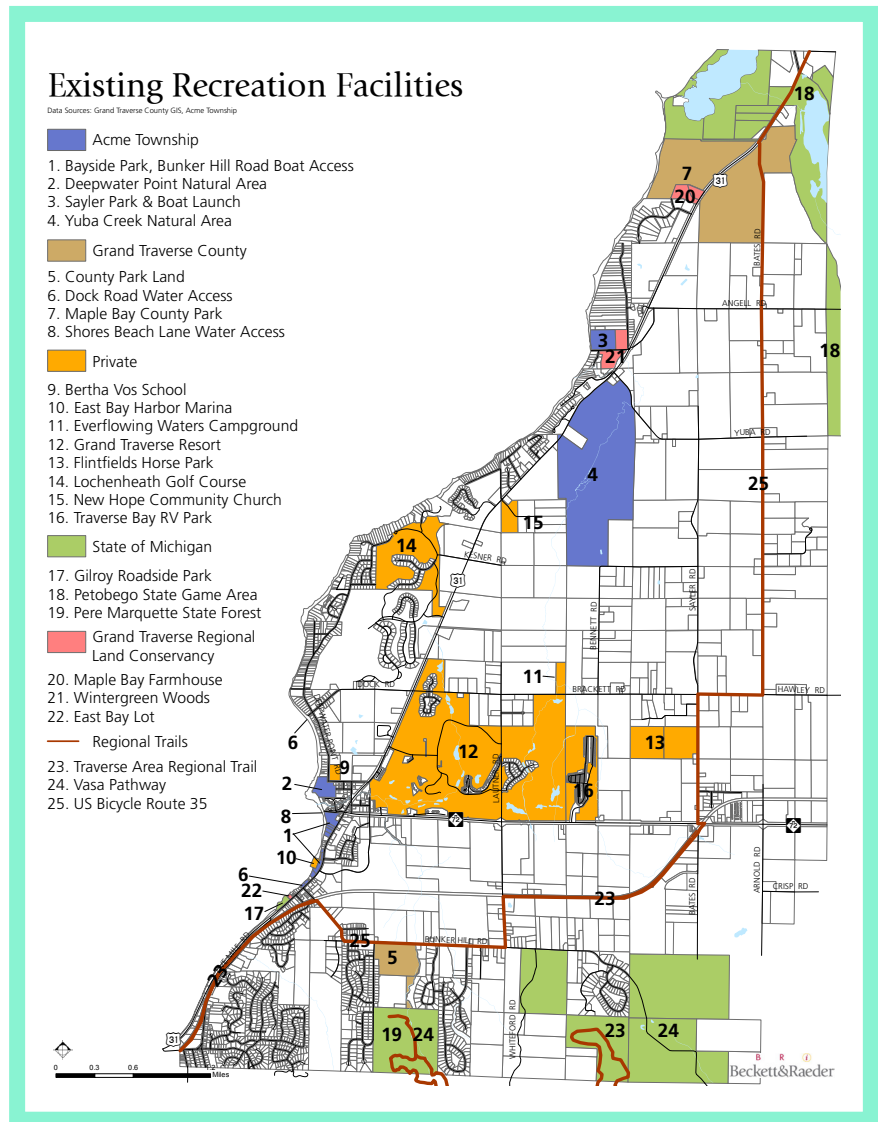 Existing Recreation Facilities
Data Sources: Grand Traverse County GIS, Acme Township
Acme Township
1. Bayside Park, Bunker Hill Road Boat Access
2. Deepwater Point Natural Area
3. Sayler Park & Boat Launch
4. Yuba Creek Natural Area
Grand Traverse County
5. County Park Land
6. Dock Road Water Access
7. Maple Bay County Park
8. Shores Beach Lane Water Access
Private
9. Bertha Vos School
10. East Bay Harbor Marina
11. Everflowing Waters Campground
12. Grand Traverse Resort
13. Flintfields Horse Park
14. Lochenheath Golf Course
15. New Hope Community Church
16. Traverse Bay RV Park
State of Michigan
17. Gilroy Roadside Park
18. Petobego State Game Area
19. Pere Marquette State Forest
Grand Traverse Regional
Land Conservancy
20. Maple Bay Farmhouse
21. Wintergreen Woods
22. East Bay Lot
Regional Trails
23. Traverse Area Regional Trail
24. Vasa Pathway
25. US Bicycle Route 35
18
7
31
20
BATES RD
ANGELL RD
3
21
18
YUBA RD
4
25
15
14
KESNER RD
31
SAYLER RD
BENNETT RD
11
BRACKETT RD
HAWLEY RD
DOCK RD
6
12
13
9
LAUTNER RD
2
16
8
72
72
1
10
6
22
17
23
BATES RD
ARNOLD RD
CRISP RD
25
BUNKER HILL RD
5
23
WHITEFORD RD
19
24
23
24
31
0
0.3
0.6
Miles
B R i
Beckett&Raeder